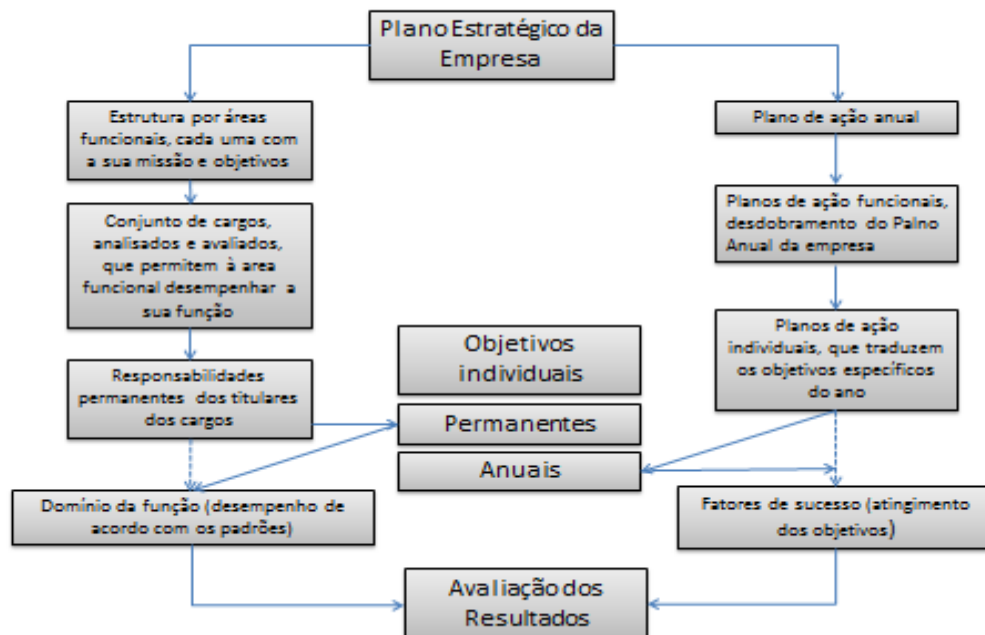 Plano Estratégico da
Empresa
Estrutura por áreas
funcionais, cada uma com
a sua missão e objetivos
Plano de ação anual
Conjunto de cargos,
analisados e avaliados,
que permitem à area
funcional desempenhar a
sua função
Planos de ação funcionais,
desdobramento do Palno
Anual da empresa
Responsabilidades
permanentes dos titulares
dos cargos
Objetivos
individuais
Permanentes
Anuais
Planos de ação
individuais, que traduzem
os objetivos específicos
do ano
Domínio da função (desempenho de
acordo com os padrões)
Fatores de sucesso (atingimento
dos objetivos)
Avaliação dos
Resultados